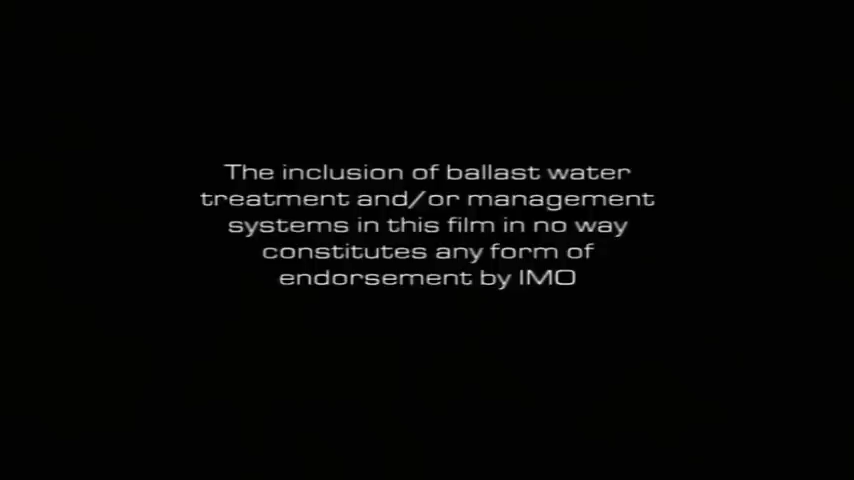 The inclusion of ballast water
treatment and/or management
systems in this film in no way
constitutes any form of
endorsement by IMO